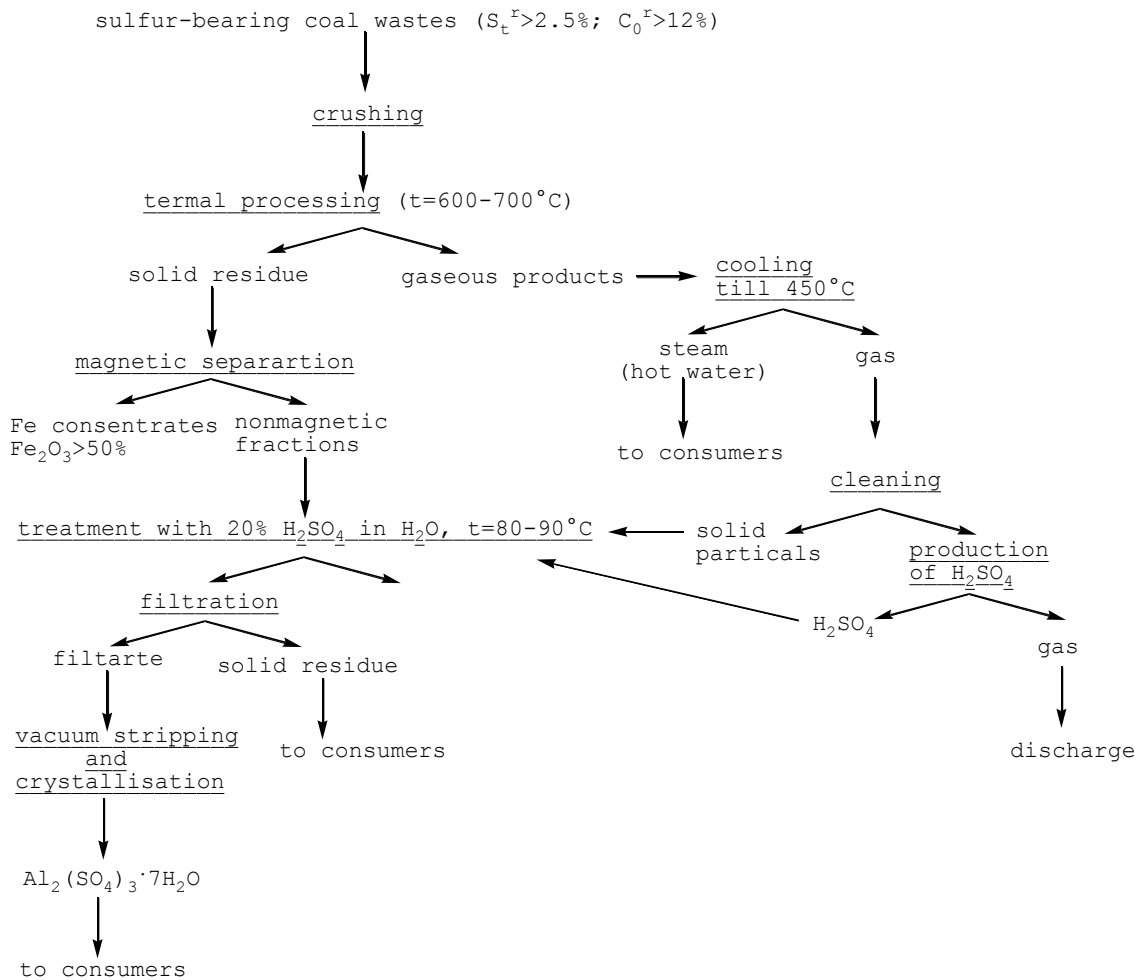 sulfur-bearing coal wastes (Sₜʳ>2.5%; C₀ʳ>12%)
crushing
termal processing (t=600-700°C)
solid residue
gaseous products
cooling
till 450°C
magnetic separartion
steam
(hot water)
gas
Fe consentrates
Fe₂O₃>50%
nonmagnetic
fractions
to consumers
cleaning
treatment with 20% H₂SO₄ in H₂O, t=80-90°C
solid
particals
production
of H₂SO₄
filtration
H₂SO₄
gas
filtarte
solid residue
vacuum stripping
and
crystallisation
to consumers
discharge
Al₂(SO₄)₃·7H₂O
to consumers